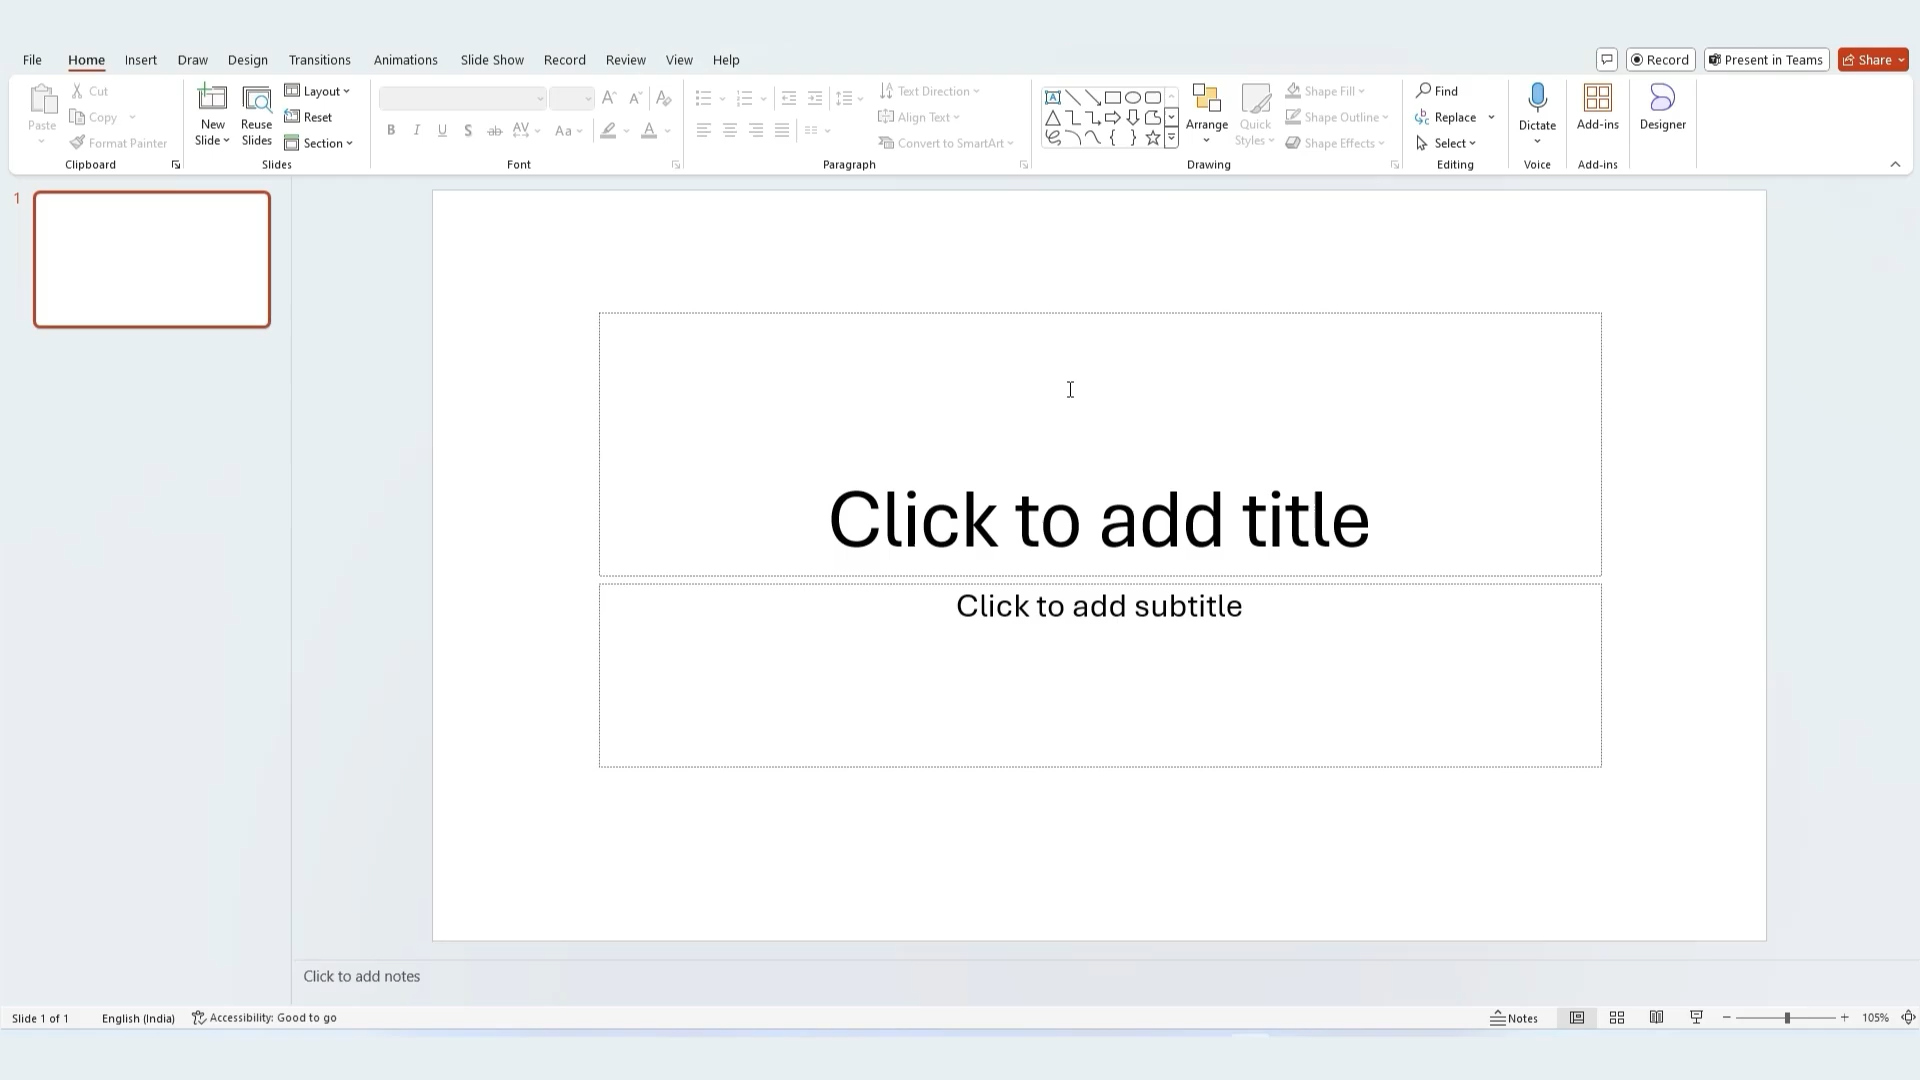 File Home Insert Draw Design Transitions Animations Slide Show Record Review View Help Record Present in Teams Share
Paste Cut Copy Format Painter
Clipboard
New Slide Reuse Slides Layout Reset Section
Slides
B I U S ab AV Aa A
Font
Text Direction
Align Text
Convert to SmartArt
Paragraph
Arrange Quick Styles Shape Fill Shape Outline Shape Effects
Drawing
Find
Replace
Select
Editing
Dictate
Voice
Add-ins
Add-ins
Designer
1
Click to add title
Click to add subtitle
Click to add notes
Slide 1 of 1 English (India) Accessibility: Good to go Notes 105%